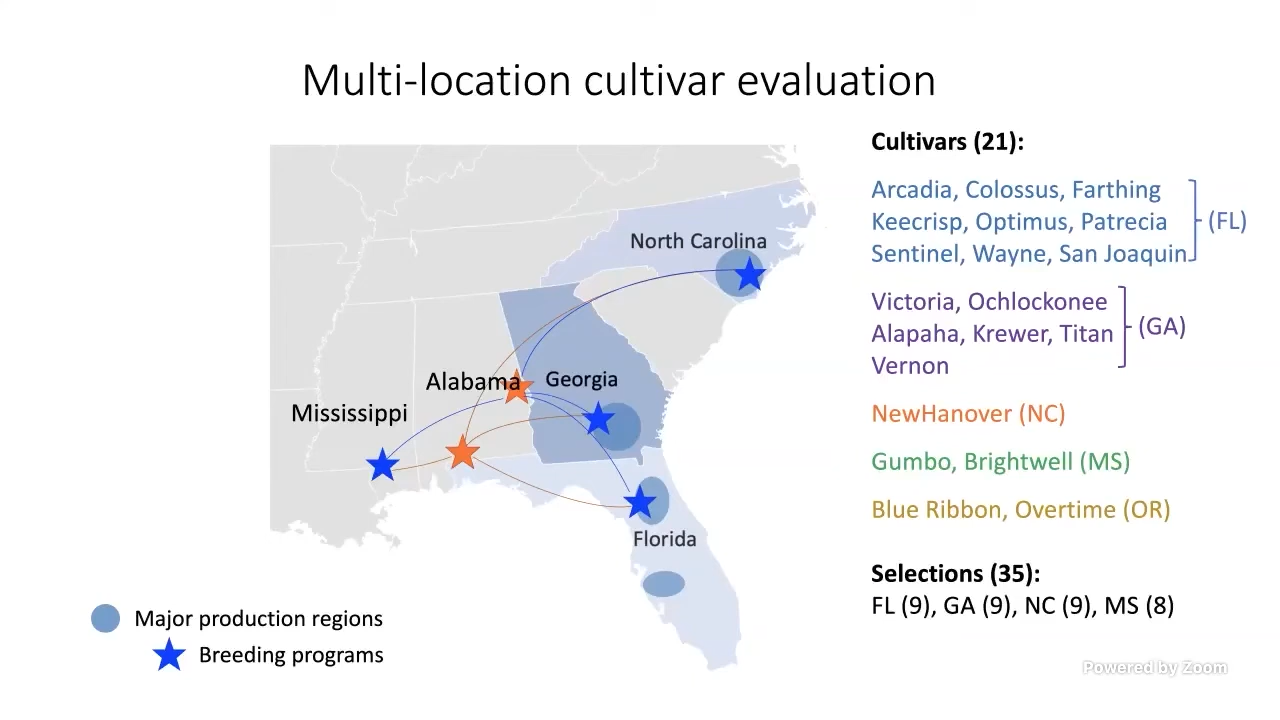 Multi-location cultivar evaluation
North Carolina
Alabama
Georgia
Mississippi
Florida
Major production regions
Breeding programs
Cultivars (21):
Arcadia, Colossus, Farthing
Keecrisp, Optimus, Patrecia
Sentinel, Wayne, San Joaquin
(FL)
Victoria, Ochlockonee
Alapaha, Krewer, Titan
Vernon
(GA)
NewHanover (NC)
Gumbo, Brightwell (MS)
Blue Ribbon, Overtime (OR)
Selections (35):
FL (9), GA (9), NC (9), MS (8)
Powered by Zoom